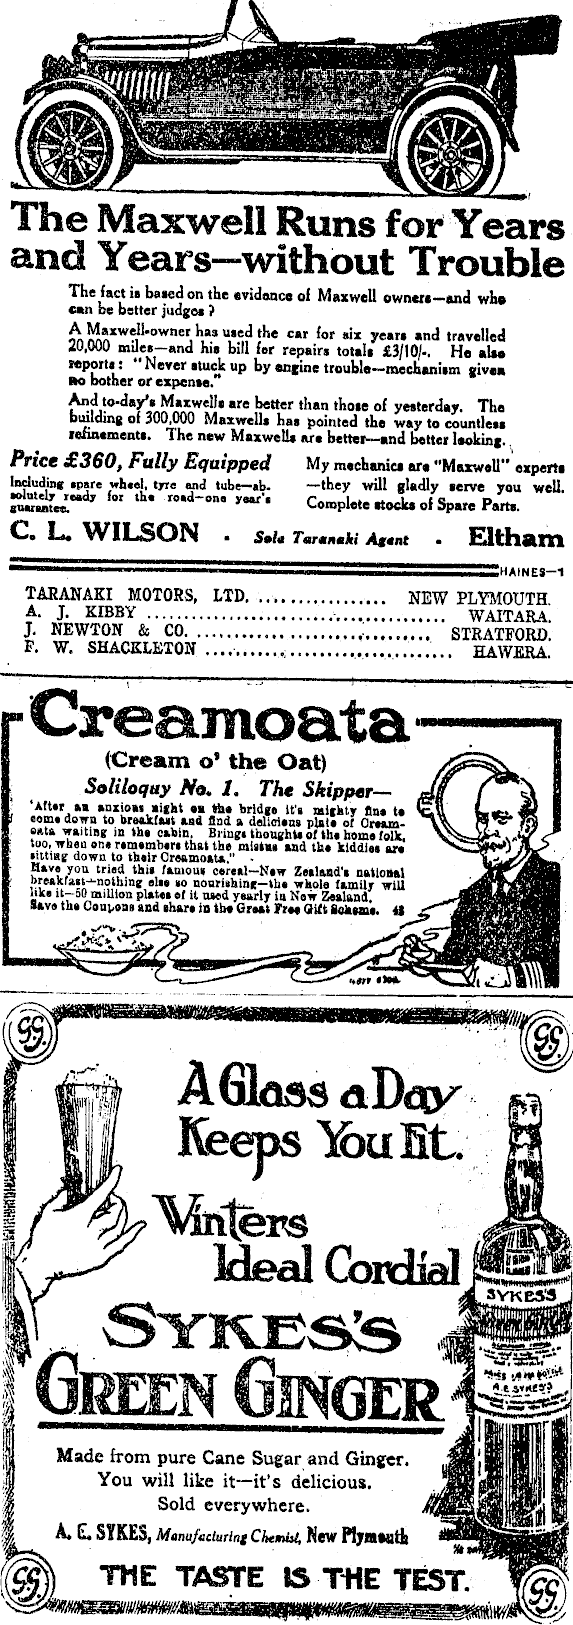 The Maxwell Runs for Years
and Years—without Trouble
The fact is based on the evidence of Maxwell owners—and who
can be better judges?
A Maxwell-owner has used the car for six years and travelled
20,000 miles—and his bill for repairs totals £3/10/-. He also
reports: "Never stuck up by engine trouble—mechanism given
no bother or expense."
And to-day's Maxwells are better than those of yesterday. The
building of 300,000 Maxwells has pointed the way to countless
refinements. The new Maxwells are better—and better looking.
Price £360, Fully Equipped
Including spare wheel, tyre and tube—ab-
solutely ready for the road—one year's
guarantee.
My mechanics are "Maxwell" experts
—they will gladly serve you well.
Complete stocks of Spare Parts.
C. L. WILSON · Sole Taranaki Agent · Eltham
HAINES—1
TARANAKI MOTORS, LTD. ................ NEW PLYMOUTH.
A. J. KIBBY ........................................ WAITARA.
J. NEWTON & CO. ................................ STRATFORD.
F. W. SHACKLETON ................................. HAWERA.
Creamoata
(Cream o' the Oat)
Soliloquy No. 1. The Skipper—
'After an anxious night on the bridge it's mighty fine to
come down to breakfast and find a delicious plate of Cream-
oata waiting in the cabin. Brings thoughts of the home folk,
too, when one remembers that the missus and the kiddies are
sitting down to their Creamoata."
Have you tried this famous cereal—New Zealand's national
breakfast—nothing else so nourishing—the whole family will
like it—50 million plates of it used yearly in New Zealand.
Save the Coupons and share in the Great Free Gift Scheme. 48
GG
GG
A Glass a Day
Keeps You Fit.
Winters
Ideal Cordial
SYKES'S
GREEN GINGER
SYKES'S
GREEN GINGER
A.E. SYKES'S
Made from pure Cane Sugar and Ginger.
You will like it—it's delicious.
Sold everywhere.
A. E. SYKES, Manufacturing Chemist, New Plymouth
THE TASTE IS THE TEST.
GG
GG